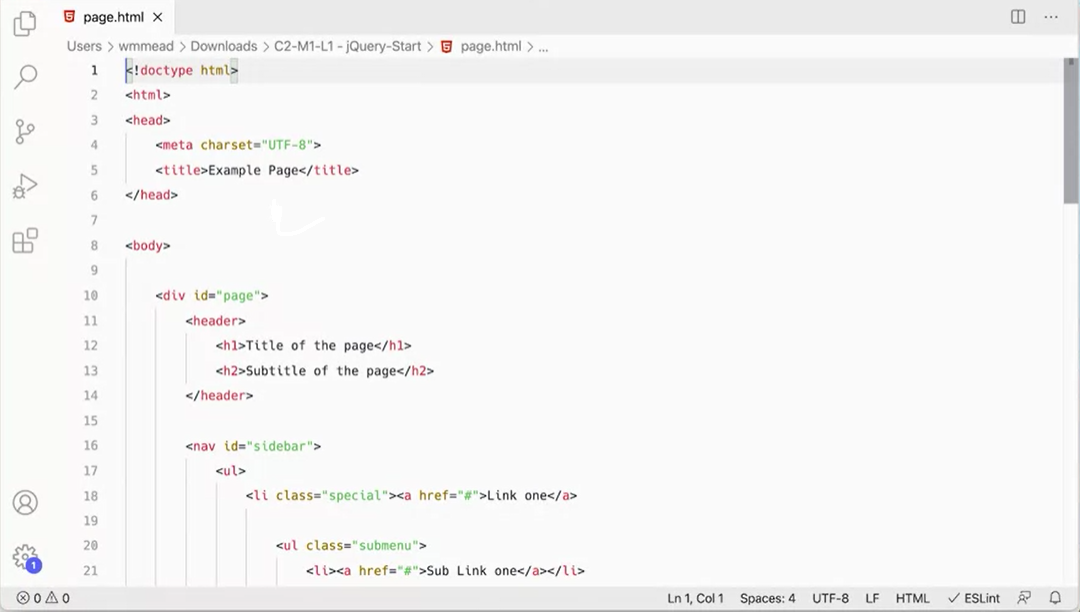 page.html
Users > wmmead > Downloads > C2-M1-L1 - jQuery-Start > page.html > ...
1 <!doctype html>
2 <html>
3 <head>
4 <meta charset="UTF-8">
5 <title>Example Page</title>
6 </head>
7
8 <body>
9
10 <div id="page">
11 <header>
12 <h1>Title of the page</h1>
13 <h2>Subtitle of the page</h2>
14 </header>
15
16 <nav id="sidebar">
17 <ul>
18 <li class="special"><a href="#">Link one</a>
19
20 <ul class="submenu">
21 <li><a href="#">Sub Link one</a></li>
1
0 0 Ln 1, Col 1 Spaces: 4 UTF-8 LF HTML ESLint